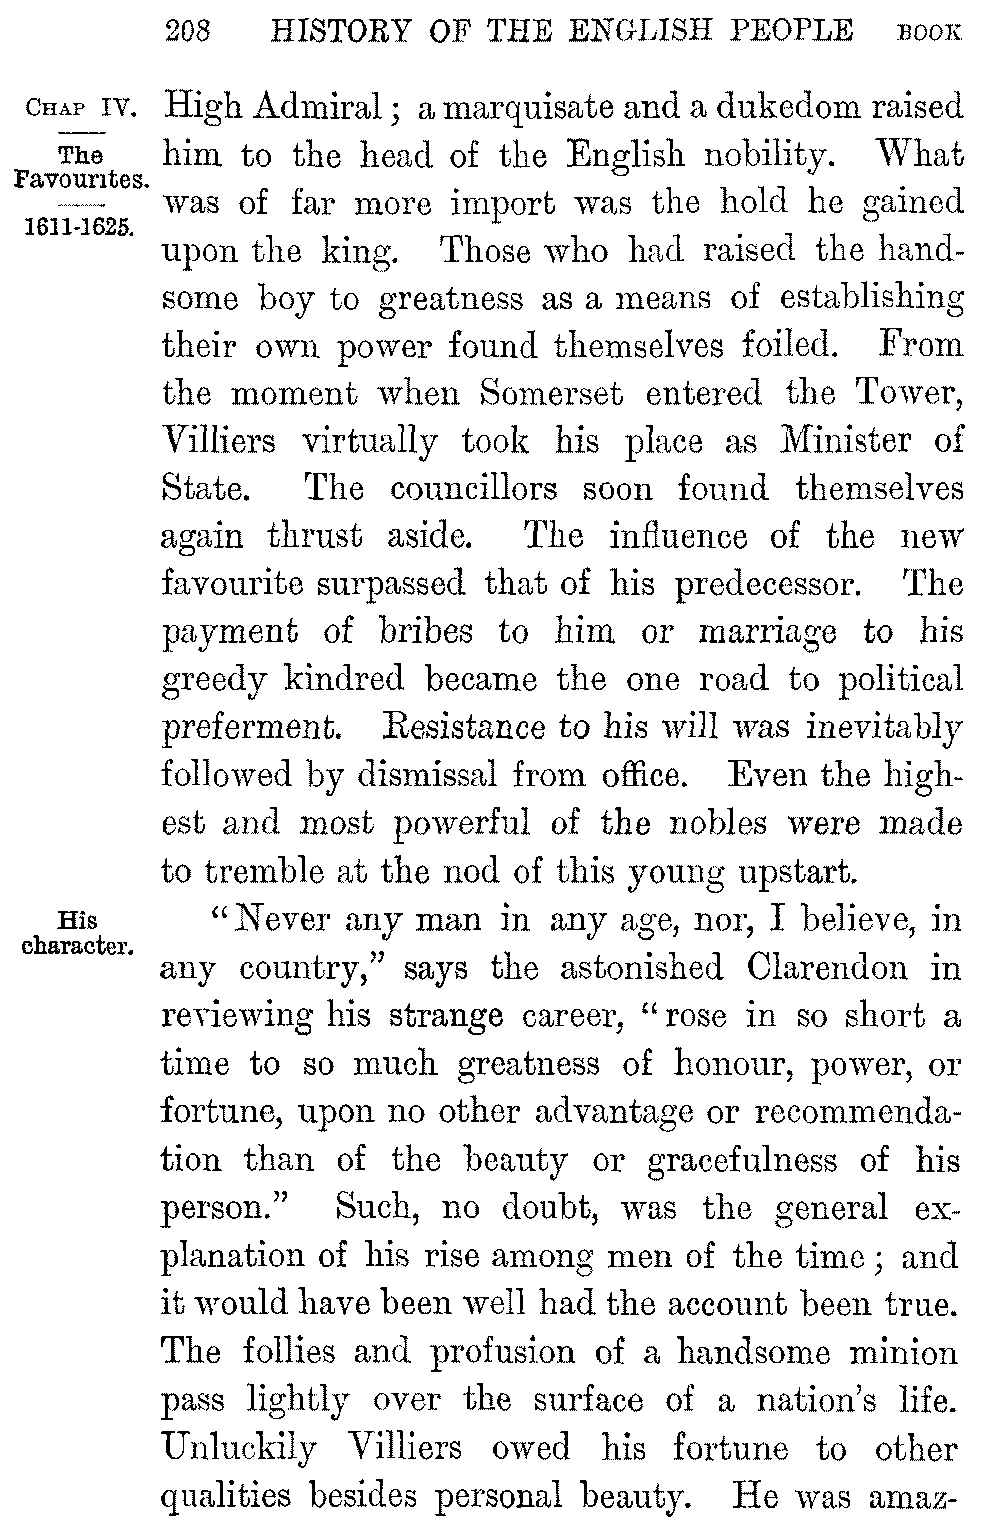 208 HISTORY OF THE ENGLISH PEOPLE BOOK
CHAP IV.
The
Favourites.
1611-1625.
High Admiral; a marquisate and a dukedom raised
him to the head of the English nobility. What
was of far more import was the hold he gained
upon the king. Those who had raised the hand-
some boy to greatness as a means of establishing
their own power found themselves foiled. From
the moment when Somerset entered the Tower,
Villiers virtually took his place as Minister of
State. The councillors soon found themselves
again thrust aside. The influence of the new
favourite surpassed that of his predecessor. The
payment of bribes to him or marriage to his
greedy kindred became the one road to political
preferment. Resistance to his will was inevitably
followed by dismissal from office. Even the high-
est and most powerful of the nobles were made
to tremble at the nod of this young upstart.
His
character.
"Never any man in any age, nor, I believe, in
any country," says the astonished Clarendon in
reviewing his strange career, "rose in so short a
time to so much greatness of honour, power, or
fortune, upon no other advantage or recommenda-
tion than of the beauty or gracefulness of his
person." Such, no doubt, was the general ex-
planation of his rise among men of the time; and
it would have been well had the account been true.
The follies and profusion of a handsome minion
pass lightly over the surface of a nation's life.
Unluckily Villiers owed his fortune to other
qualities besides personal beauty. He was amaz-